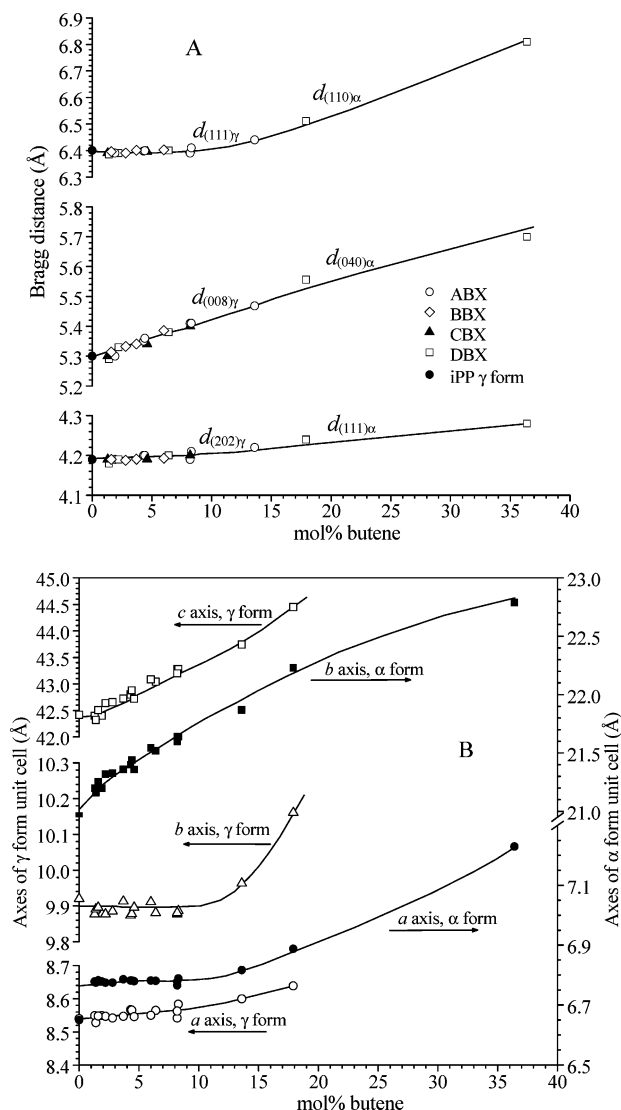 A
6.9
6.8
6.7
6.6
6.5
6.4
6.3
d(111)γ
d(110)α
5.8
5.7
5.6
5.5
5.4
5.3
5.2
d(008)γ
d(040)α
ABX
BBX
CBX
DBX
iPP γ form
4.3
4.2
4.1
d(202)γ
d(111)α
Bragg distance (Å)
0 5 10 15 20 25 30 35 40
mol% butene
B
45.0
44.5
44.0
43.5
43.0
42.5
42.0
10.3
10.2
10.1
10.0
9.9
9.8
8.7
8.6
8.5
8.4
Axes of γ form unit cell (Å)
c axis, γ form
b axis, α form
b axis, γ form
a axis, α form
a axis, γ form
23.0
22.5
22.0
21.5
21.0
7.1
6.9
6.7
6.5
Axes of α form unit cell (Å)
0 5 10 15 20 25 30 35 40
mol% butene